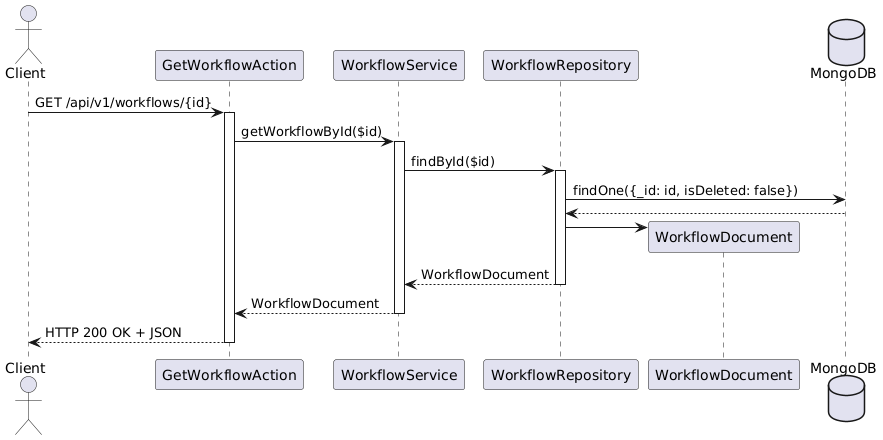 Client
GetWorkflowAction
WorkflowService
WorkflowRepository
MongoDB
GET /api/v1/workflows/{id}
getWorkflowById($id)
findById($id)
findOne({_id: id, isDeleted: false})
WorkflowDocument
WorkflowDocument
WorkflowDocument
HTTP 200 OK + JSON
Client
GetWorkflowAction
WorkflowService
WorkflowRepository
WorkflowDocument
MongoDB